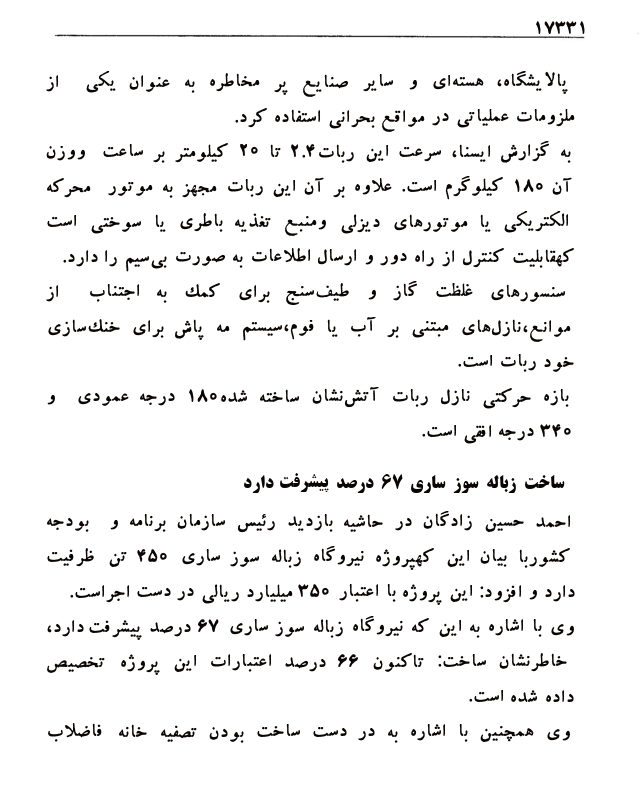 ۱۷۳۳۱
پالایشگاه، هسته‌ای و سایر صنایع پر مخاطره به عنوان یکی از
ملزومات عملیاتی در مواقع بحرانی استفاده کرد.
به گزارش ایسنا، سرعت این ربات۲.۴ تا ۲۰ کیلومتر بر ساعت ووزن
آن ۱۸۰ کیلوگرم است. علاوه بر آن این ربات مجهز به موتور محرکه
الکتریکی یا موتورهای دیزلی ومنبع تغذیه باطری یا سوختی است
کهقابلیت کنترل از راه دور و ارسال اطلاعات به صورت بی‌سیم را دارد.
سنسورهای غلظت گاز و طیف‌سنج برای کمك به اجتناب از
موانع،نازل‌های مبتنی بر آب یا فوم،سیستم مه پاش برای خنك‌سازی
خود ربات است.
بازه حرکتی نازل ربات آتش‌نشان ساخته شده۱۸۰ درجه عمودی و
۳۴۰ درجه افقی است.
ساخت زباله سوز ساری ۶۷ درصد پیشرفت دارد
احمد حسین زادگان در حاشیه بازدید رئیس سازمان برنامه و بودجه
کشوربا بیان این کهپروژه نیروگاه زباله سوز ساری ۴۵۰ تن ظرفیت
دارد و افزود: این پروژه با اعتبار ۳۵۰ میلیارد ریالی در دست اجراست.
وی با اشاره به این که نیروگاه زباله سوز ساری ۶۷ درصد پیشرفت دارد،
خاطرنشان ساخت: تاکنون ۶۶ درصد اعتبارات این پروژه تخصیص
داده شده است.
وی همچنین با اشاره به در دست ساخت بودن تصفیه خانه فاضلاب